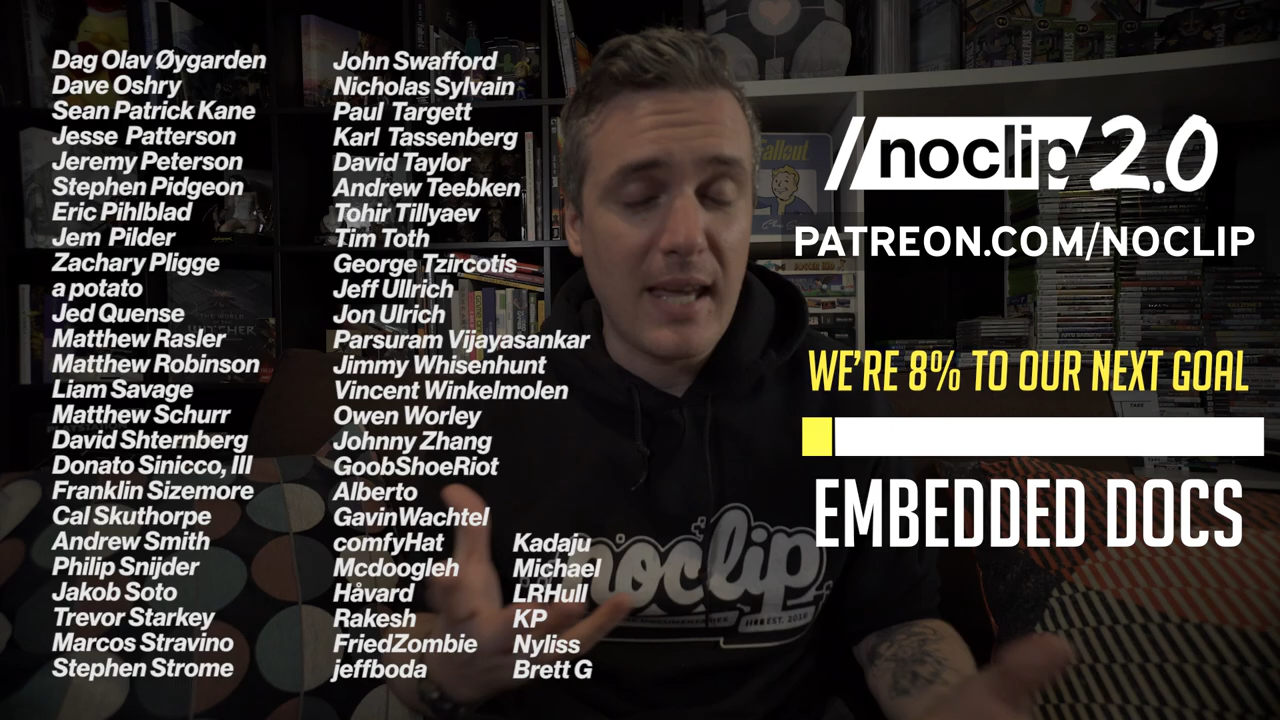 Dag Olav Øygarden
Dave Oshry
Sean Patrick Kane
Jesse Patterson
Jeremy Peterson
Stephen Pidgeon
Eric Pihlblad
Jem Pilder
Zachary Pligge
a potato
Jed Quense
Matthew Rasler
Matthew Robinson
Liam Savage
Matthew Schurr
David Shternberg
Donato Sinicco, III
Franklin Sizemore
Cal Skuthorpe
Andrew Smith
Philip Snijder
Jakob Soto
Trevor Starkey
Marcos Stravino
Stephen Strome
John Swafford
Nicholas Sylvain
Paul Targett
Karl Tassenberg
David Taylor
Andrew Teebken
Tohir Tillyaev
Tim Toth
George Tzircotis
Jeff Ullrich
Jon Ulrich
Parsuram Vijayasankar
Jimmy Whisenhunt
Vincent Winkelmolen
Owen Worley
Johnny Zhang
GoobShoeRiot
Alberto
GavinWachtel
comfyHat
Mcdoogleh
Håvard
Rakesh
FriedZombie
jeffboda
Kadaju
Michael
LRHull
KP
Nyliss
Brett G
//noclip 2.0
PATREON.COM/NOCLIP
WE'RE 8% TO OUR NEXT GOAL
EMBEDDED DOCS
noclip
EST. 2016